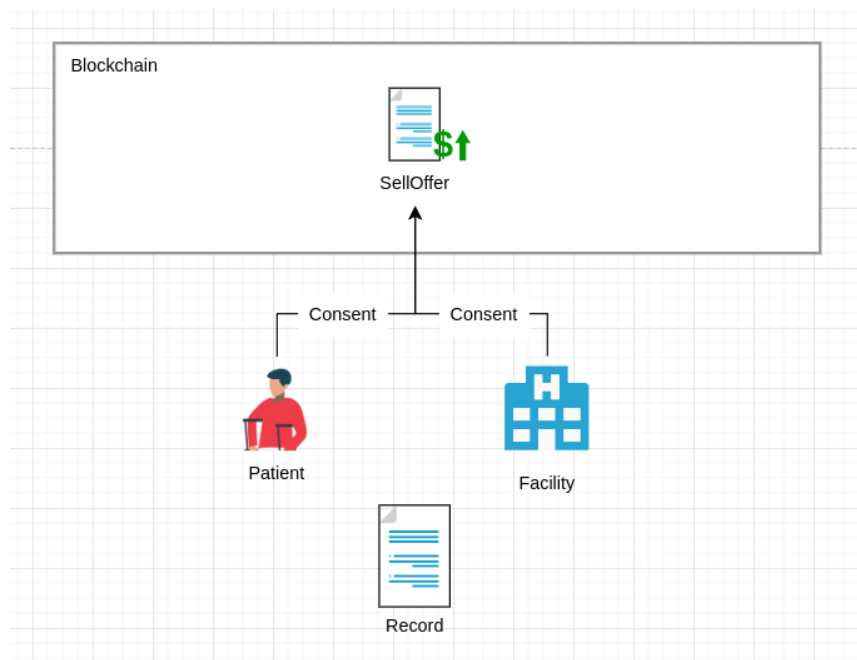 Blockchain
$
SellOffer
Consent
Consent
H
Patient
Facility
Record